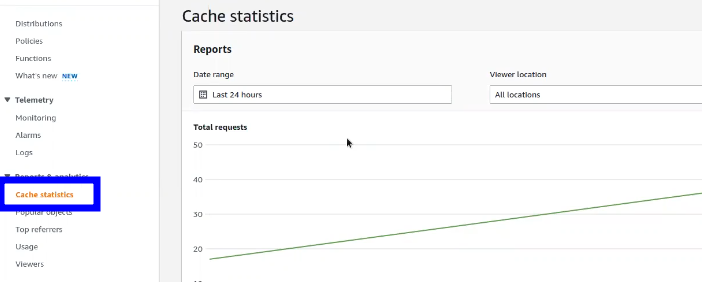 Cache statistics
Distributions
Policies
Functions
What's new NEW
Telemetry
Monitoring
Alarms
Logs
Reports & analytics
Cache statistics
Popular objects
Top referrers
Usage
Viewers
Reports
Date range
Last 24 hours
Viewer location
All locations
Total requests
50
40
30
20